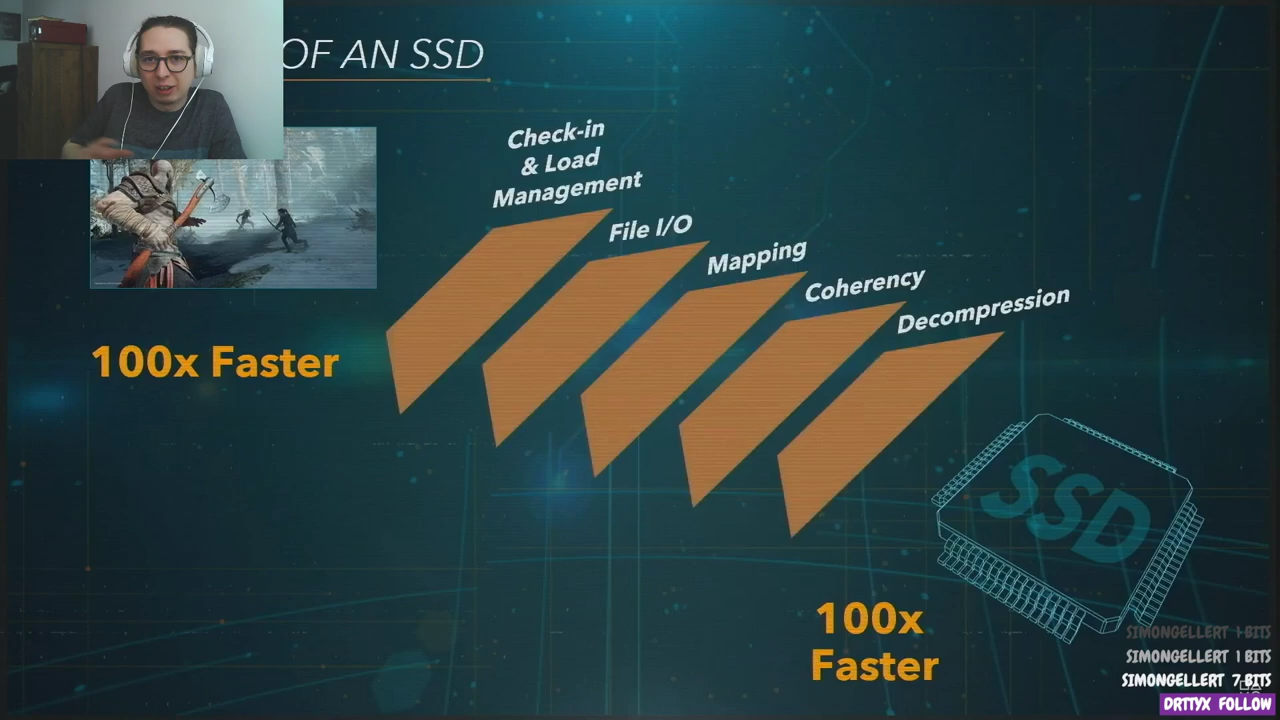 OF AN SSD
Check-in
& Load
Management
File I/O
Mapping
Coherency
Decompression
100x Faster
SSD
100x
Faster
SIMONGELLERT 1 BITS
SIMONGELLERT 1 BITS
SIMONGELLERT 7 BITS
DRTTYX FOLLOW